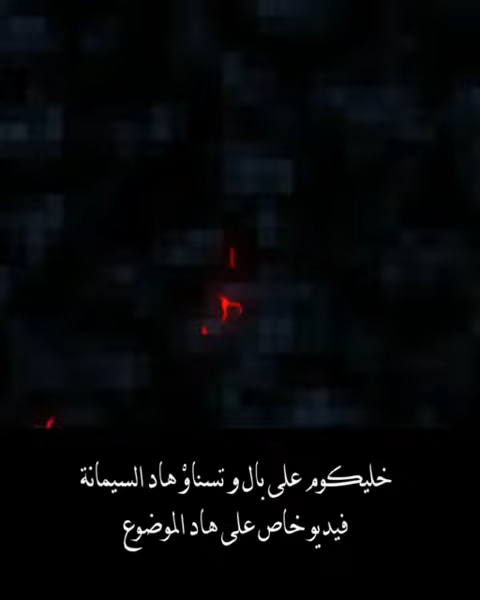 خليكوم على بال و تسناوْ هاد السيمانة
فيديو خاص على هاد الموضوع